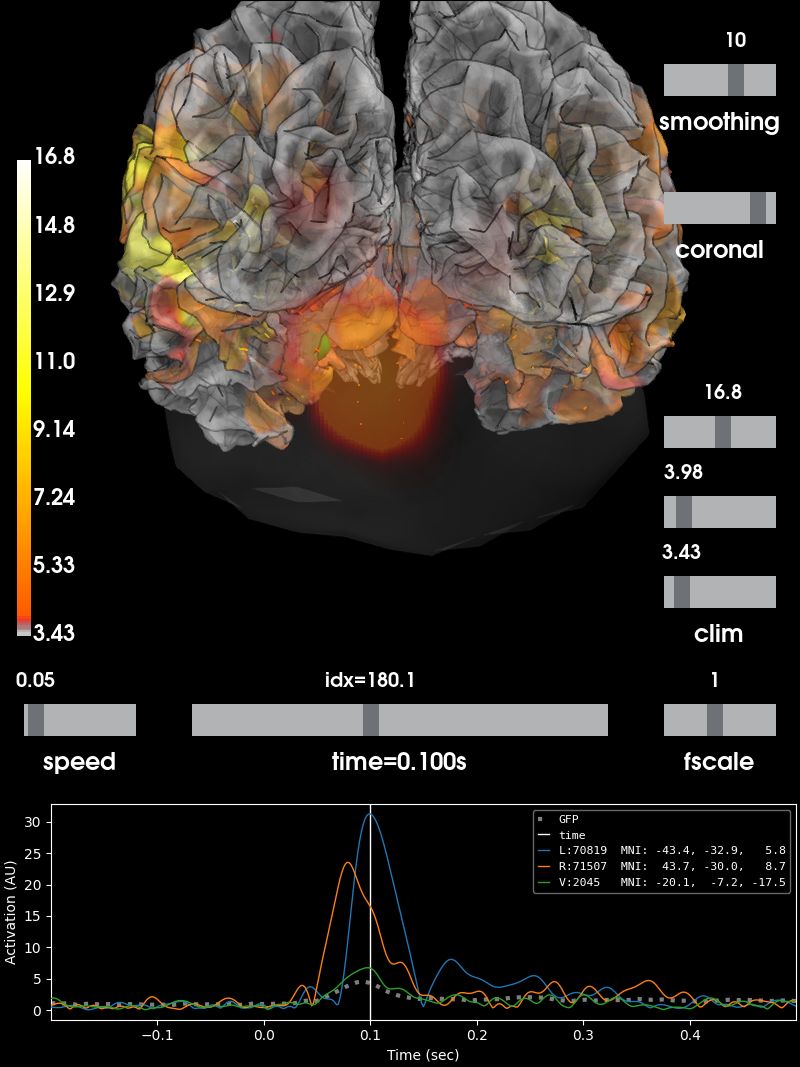 10
smoothing
coronal
16.8
14.8
12.9
11.0
9.14
7.24
5.33
3.43
16.8
3.98
3.43
clim
0.05
speed
idx=180.1
time=0.100s
1
fscale
Activation (AU)
30
25
20
15
10
5
0
GFP
time
L:70819 MNI: -43.4, -32.9, 5.8
R:71507 MNI: 43.7, -30.0, 8.7
V:2045 MNI: -20.1, -7.2, -17.5
−0.1 0.0 0.1 0.2 0.3 0.4
Time (sec)